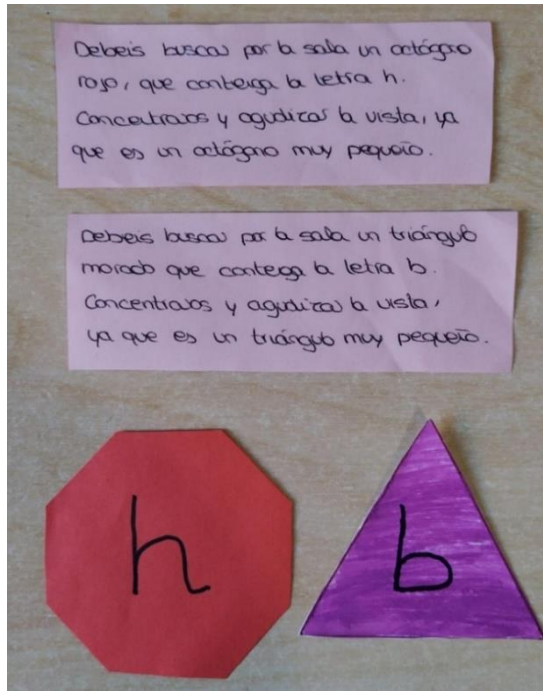 Debeis buscar por la sala un octógono
rojo, que contenga la letra h.
Concentraos y agudizar la vista, ya
que es un octógono muy pequeño.
Debeis buscar por la sala un triángulo
morado que contenga la letra b.
Concentraos y agudizar la vista,
ya que es un triángulo muy pequeño.
h
b